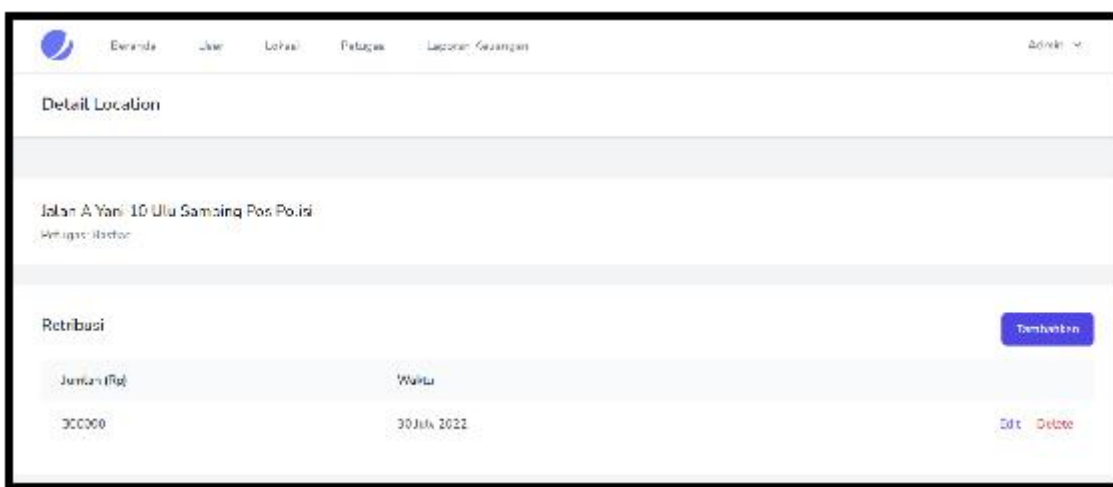 Beranda User Lokasi Petugas Laporan Keuangan Admin
Detail Location
Jalan A Yani 10 Ulu Samping Pos Polisi
Petugas:
Retribusi
Tambahkan
Jumlah (Rp) Waktu
300000 30 July 2022 Edit Delete